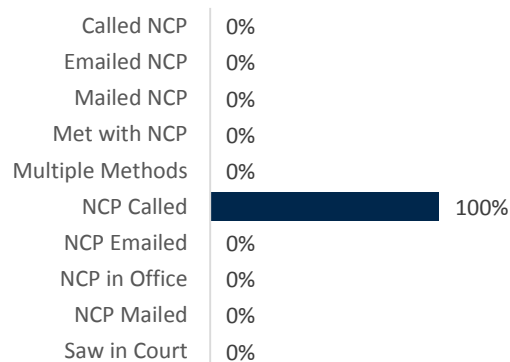 Called NCP 0%
Emailed NCP 0%
Mailed NCP 0%
Met with NCP 0%
Multiple Methods 0%
NCP Called 100%
NCP Emailed 0%
NCP in Office 0%
NCP Mailed 0%
Saw in Court 0%